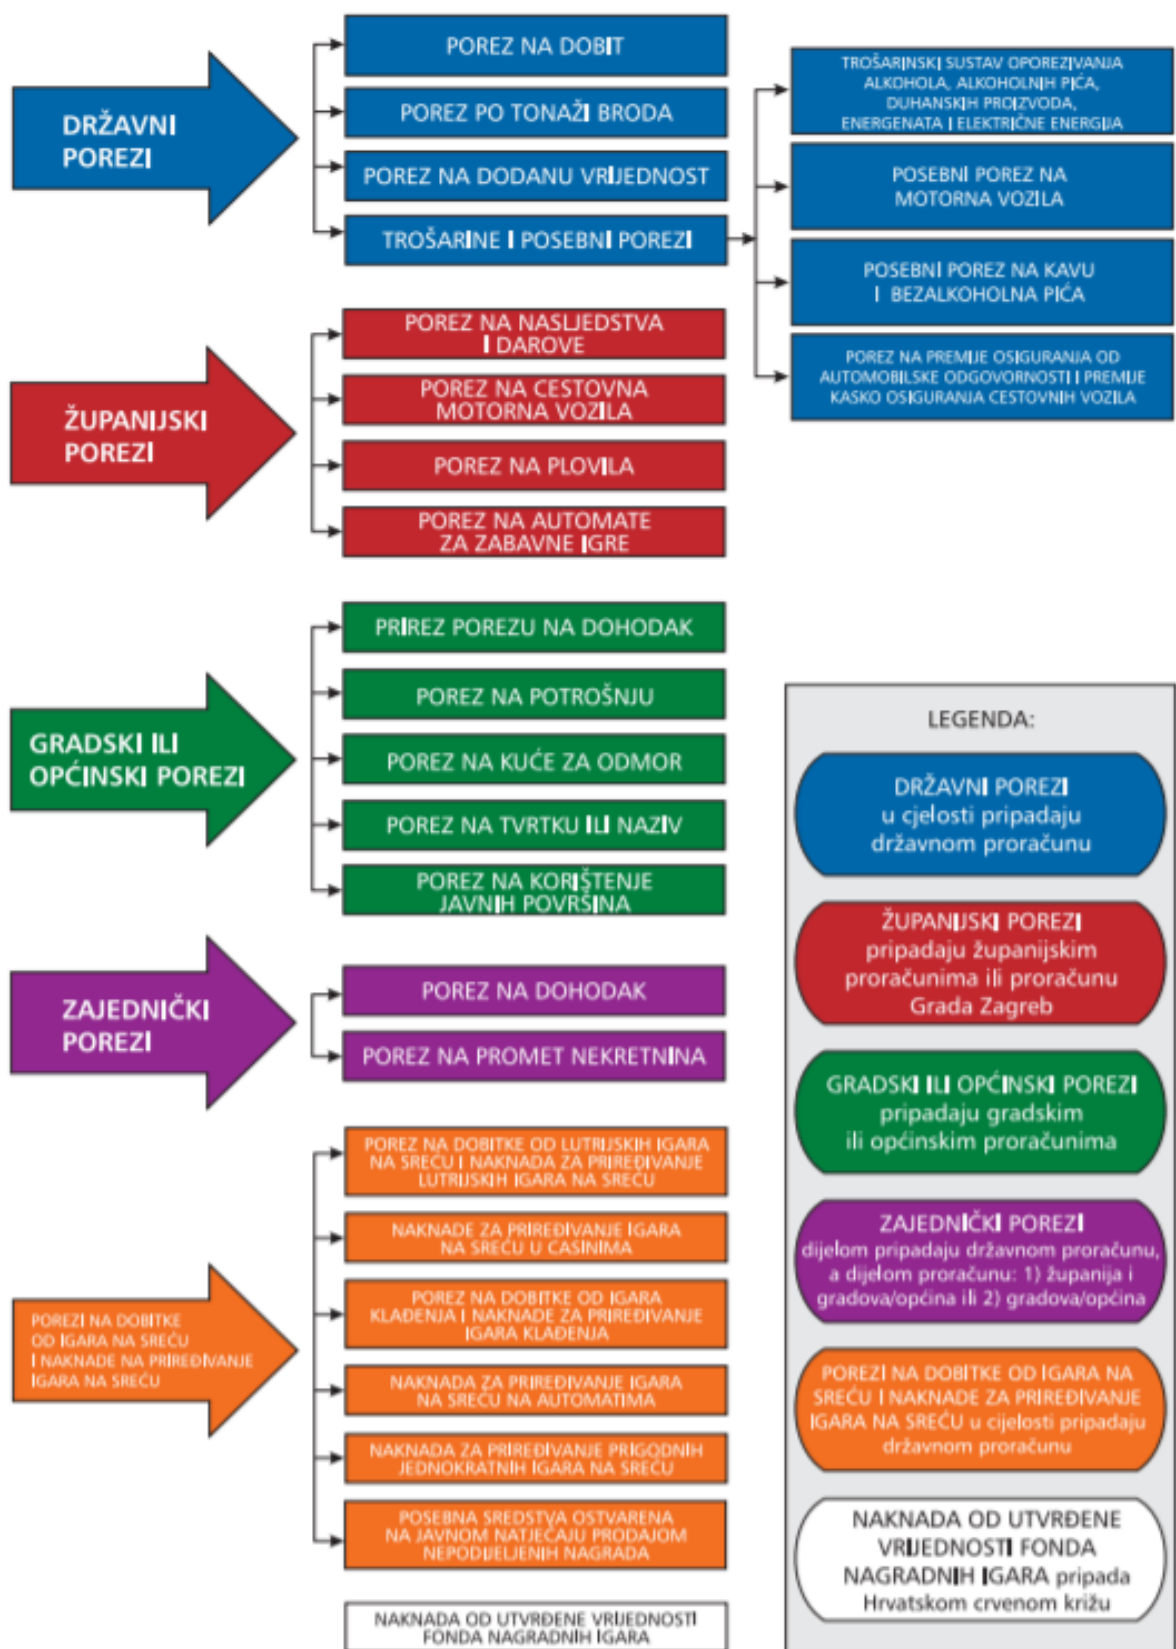 DRŽAVNI
POREZI
POREZ NA DOBIT
POREZ PO TONAŽI BRODA
POREZ NA DODANU VRIJEDNOST
TROŠARINE I POSEBNI POREZI
TROŠARINSKI SUSTAV OPOREZIVANJA
ALKOHOLA, ALKOHOLNIH PIĆA,
DUHANSKIH PROIZVODA,
ENERGENATA I ELEKTRIČNE ENERGIJA
POSEBNI POREZ NA
MOTORNA VOZILA
POSEBNI POREZ NA KAVU
I BEZALKOHOLNA PIĆA
POREZ NA PREMIJE OSIGURANJA OD
AUTOMOBILSKE ODGOVORNOSTI I PREMIJE
KASKO OSIGURANJA CESTOVNIH VOZILA
ŽUPANIJSKI
POREZI
POREZ NA NASLJEDSTVA
I DAROVE
POREZ NA CESTOVNA
MOTORNA VOZILA
POREZ NA PLOVILA
POREZ NA AUTOMATE
ZA ZABAVNE IGRE
GRADSKI ILI
OPĆINSKI POREZI
PRIREZ POREZU NA DOHODAK
POREZ NA POTROŠNJU
POREZ NA KUĆE ZA ODMOR
POREZ NA TVRTKU ILI NAZIV
POREZ NA KORIŠTENJE
JAVNIH POVRŠINA
ZAJEDNIČKI
POREZI
POREZ NA DOHODAK
POREZ NA PROMET NEKRETNINA
POREZI NA DOBITKE
OD IGARA NA SREĆU
I NAKNADE NA PRIREĐIVANJE
IGARA NA SREĆU
POREZ NA DOBITKE OD LUTRIJSKIH IGARA
NA SREĆU I NAKNADA ZA PRIREĐIVANJE
LUTRIJSKIH IGARA NA SREĆU
NAKNADE ZA PRIREĐIVANJE IGARA
NA SREĆU U CASINIMA
POREZ NA DOBITKE OD IGARA
KLAĐENJA I NAKNADE ZA PRIREĐIVANJE
IGARA KLAĐENJA
NAKNADA ZA PRIREĐIVANJE IGARA
NA SREĆU NA AUTOMATIMA
NAKNADA ZA PRIREĐIVANJE PRIGODNIH
JEDNOKRATNIH IGARA NA SREĆU
POSEBNA SREDSTVA OSTVARENA
NA JAVNOM NATJEČAJU PRODAJOM
NEPODIJELJENIH NAGRADA
NAKNADA OD UTVRĐENE VRIJEDNOSTI
FONDA NAGRADNIH IGARA
LEGENDA:
DRŽAVNI POREZI
u cjelosti pripadaju
državnom proračunu
ŽUPANIJSKI POREZI
pripadaju županijskim
proračunima ili proračunu
Grada Zagreb
GRADSKI ILI OPĆINSKI POREZI
pripadaju gradskim
ili općinskim proračunima
ZAJEDNIČKI POREZI
dijelom pripadaju državnom proračunu,
a dijelom proračunu: 1) županija i
gradova/općina ili 2) gradova/općina
POREZI NA DOBITKE OD IGARA NA
SREĆU I NAKNADE ZA PRIREĐIVANJE
IGARA NA SREĆU u cijelosti pripadaju
državnom proračunu
NAKNADA OD UTVRĐENE
VRIJEDNOSTI FONDA
NAGRADNIH IGARA pripada
Hrvatskom crvenom križu